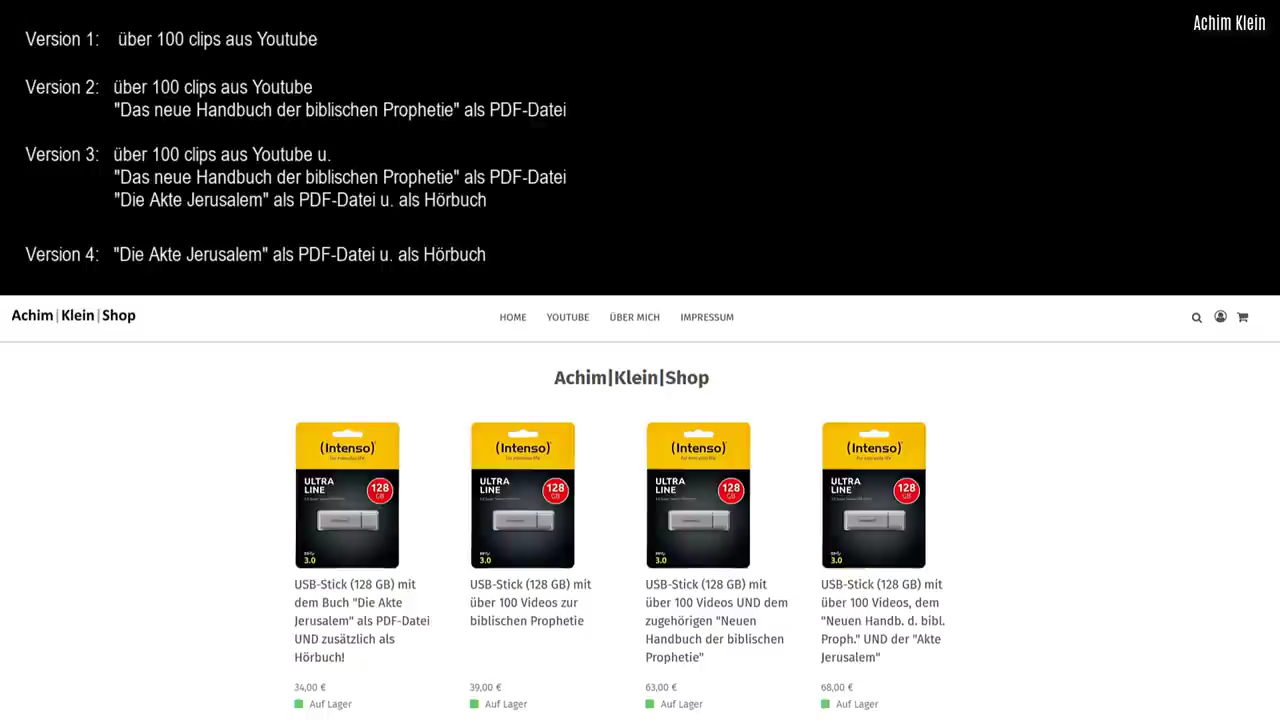 Achim Klein
Version 1: über 100 clips aus Youtube
Version 2: über 100 clips aus Youtube
"Das neue Handbuch der biblischen Prophetie" als PDF-Datei
Version 3: über 100 clips aus Youtube u.
"Das neue Handbuch der biblischen Prophetie" als PDF-Datei
"Die Akte Jerusalem" als PDF-Datei u. als Hörbuch
Version 4: "Die Akte Jerusalem" als PDF-Datei u. als Hörbuch
Achim|Klein|Shop
HOME YOUTUBE ÜBER MICH IMPRESSUM
Achim|Klein|Shop
(Intenso)
ULTRA
LINE
128
GB
3.0
USB-Stick (128 GB) mit
dem Buch "Die Akte
Jerusalem" als PDF-Datei
UND zusätzlich als
Hörbuch!
34,00 €
Auf Lager
(Intenso)
ULTRA
LINE
128
GB
3.0
USB-Stick (128 GB) mit
über 100 Videos zur
biblischen Prophetie
39,00 €
Auf Lager
(Intenso)
ULTRA
LINE
128
GB
3.0
USB-Stick (128 GB) mit
über 100 Videos UND dem
zugehörigen "Neuen
Handbuch der biblischen
Prophetie"
63,00 €
Auf Lager
(Intenso)
ULTRA
LINE
128
GB
3.0
USB-Stick (128 GB) mit
über 100 Videos, dem
"Neuen Handb. d. bibl.
Proph." UND der "Akte
Jerusalem"
68,00 €
Auf Lager